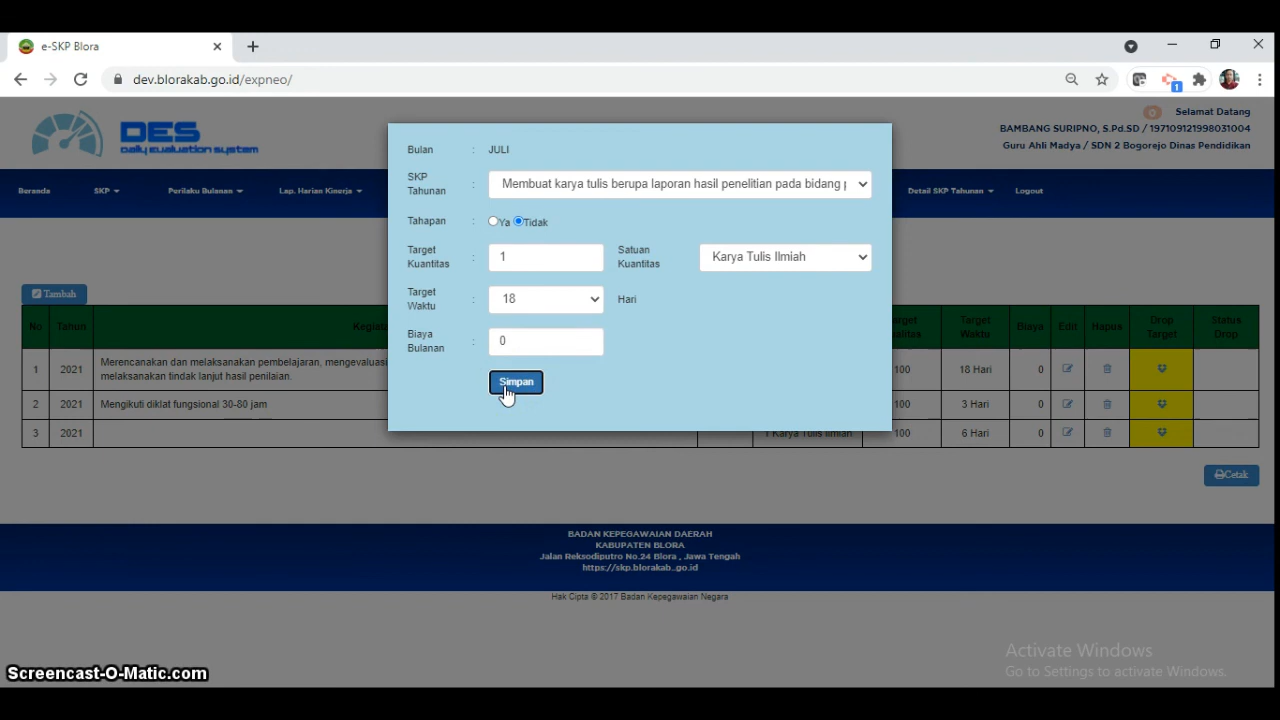 e-SKP Blora
dev.blorakab.go.id/expneo/
1
DES
daily evaluation system
Selamat Datang
BAMBANG SURIPNO, S.Pd.SD / 197109121998031004
Guru Ahli Madya / SDN 2 Bogorejo Dinas Pendidikan
Beranda SKP Perilaku Bulanan Lap. Harian Kinerja Detail SKP Tahunan Logout
Bulan : JULI
SKP Tahunan : Membuat karya tulis berupa laporan hasil penelitian pada bidang p
Tahapan : Ya Tidak
Target Kuantitas : 1 Satuan Kuantitas Karya Tulis Ilmiah
Target Waktu : 18 Hari
Biaya Bulanan : 0
Simpan
Tambah
No Tahun Target Waktu Biaya Edit Hapus Drop Target Status Drop
1 2021 Merencanakan dan melaksanakan pembelajaran, mengevaluasi
melaksanakan tindak lanjut hasil penilaian. 100 18 Hari 0
2 2021 Mengikuti diklat fungsional 30-80 jam 100 3 Hari 0
3 2021 1 Karya Tulis Ilmiah 100 6 Hari 0
Cetak
BADAN KEPEGAWAIAN DAERAH
KABUPATEN BLORA
Jalan Reksodiputro No.24 Blora , Jawa Tengah
https://skp.blorakab.go.id
Hak Cipta © 2017 Badan Kepegawaian Negara
Activate Windows
Go to Settings to activate Windows.
Screencast-O-Matic.com